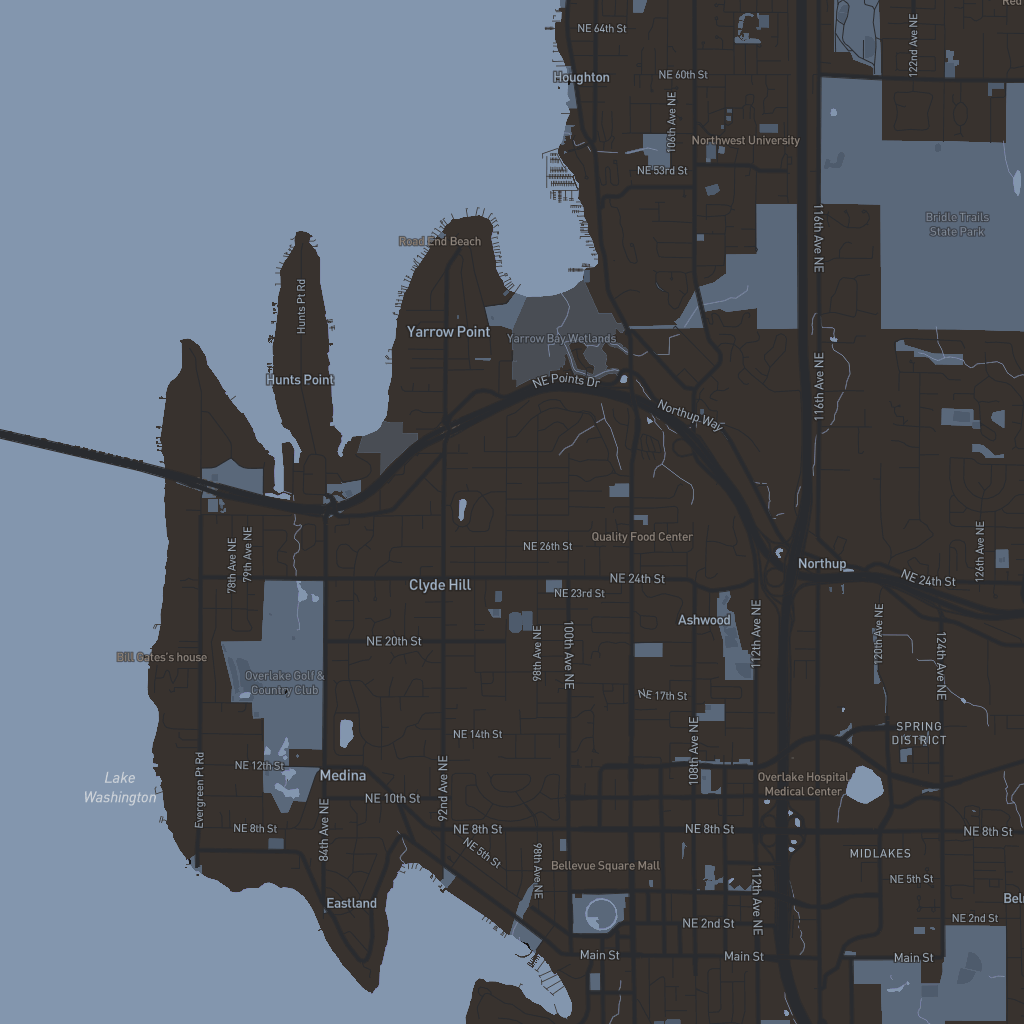 Red
NE 64th St
122nd Ave NE
Houghton
NE 60th St
106th Ave NE
Northwest University
NE 53rd St
116th Ave NE
Bridle Trails
State Park
Road End Beach
Hunts Pt Rd
Yarrow Point
Yarrow Bay Wetlands
Hunts Point
NE Points Dr
116th Ave NE
Northup Way
Quality Food Center
NE 26th St
78th Ave NE
79th Ave NE
126th Ave NE
Northup
NE 24th St
NE 24th St
Clyde Hill
NE 23rd St
Ashwood
112th Ave NE
120th Ave NE
124th Ave NE
NE 20th St
98th Ave NE
100th Ave NE
Bill Gates's house
Overlake Golf &
Country Club
NE 17th St
SPRING
DISTRICT
NE 14th St
108th Ave NE
NE 12th St
Medina
Lake
Washington
Evergreen Pt Rd
92nd Ave NE
Overlake Hospital
Medical Center
NE 10th St
84th Ave NE
NE 8th St
NE 8th St
NE 8th St
NE 8th St
NE 5th St
98th Ave NE
MIDLAKES
Bellevue Square Mall
NE 5th St
112th Ave NE
Eastland
Bel
NE 2nd St
NE 2nd St
Main St
Main St
Main St